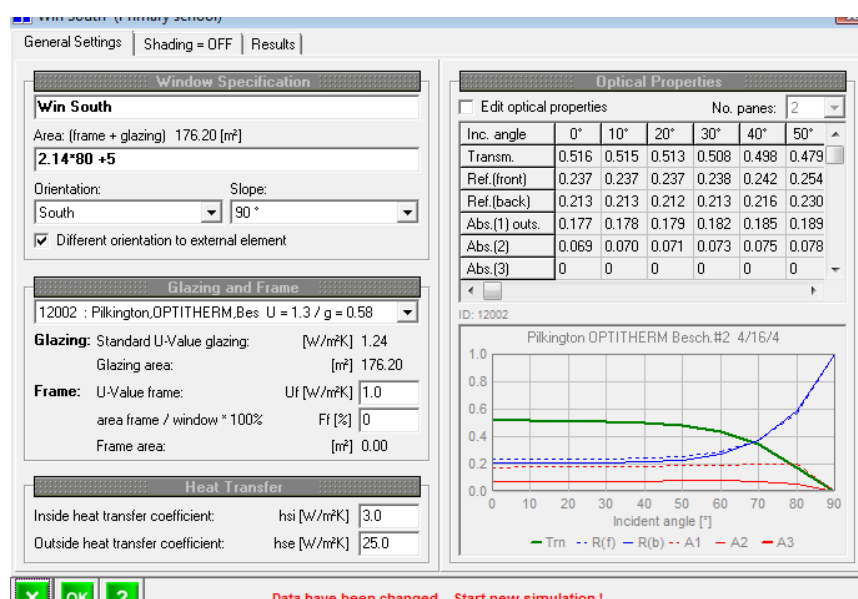 Win South (Primary school)
General Settings Shading = OFF Results
Window Specification
Win South
Area: (frame + glazing) 176.20 [m²]
2.14*80 +5
Orientation: Slope:
South 90 °
Different orientation to external element
Glazing and Frame
12002 : Pilkington,OPTITHERM,Bes U = 1.3 / g = 0.58
Glazing: Standard U-Value glazing: [W/m²K] 1.24
Glazing area: [m²] 176.20
Frame: U-Value frame: Uf [W/m²K] 1.0
area frame / window * 100% Ff [%] 0
Frame area: [m²] 0.00
Heat Transfer
Inside heat transfer coefficient: hsi [W/m²K] 3.0
Outside heat transfer coefficient: hse [W/m²K] 25.0
Optical Properties
Edit optical properties No. panes: 2
Inc. angle 0° 10° 20° 30° 40° 50°
Transm. 0.516 0.515 0.513 0.508 0.498 0.479
Ref.(front) 0.237 0.237 0.237 0.238 0.242 0.254
Ref.(back) 0.213 0.213 0.212 0.213 0.216 0.230
Abs.(1) outs. 0.177 0.178 0.179 0.182 0.185 0.189
Abs.(2) 0.069 0.070 0.071 0.073 0.075 0.078
Abs.(3) 0 0 0 0 0 0
ID: 12002
Pilkington OPTITHERM Besch.#2 4/16/4
1.0
0.8
0.6
0.4
0.2
0.0
0 10 20 30 40 50 60 70 80 90
Incident angle [°]
Trn R(f) R(b) A1 A2 A3
X OK ?
Data have been changed... Start new simulation !